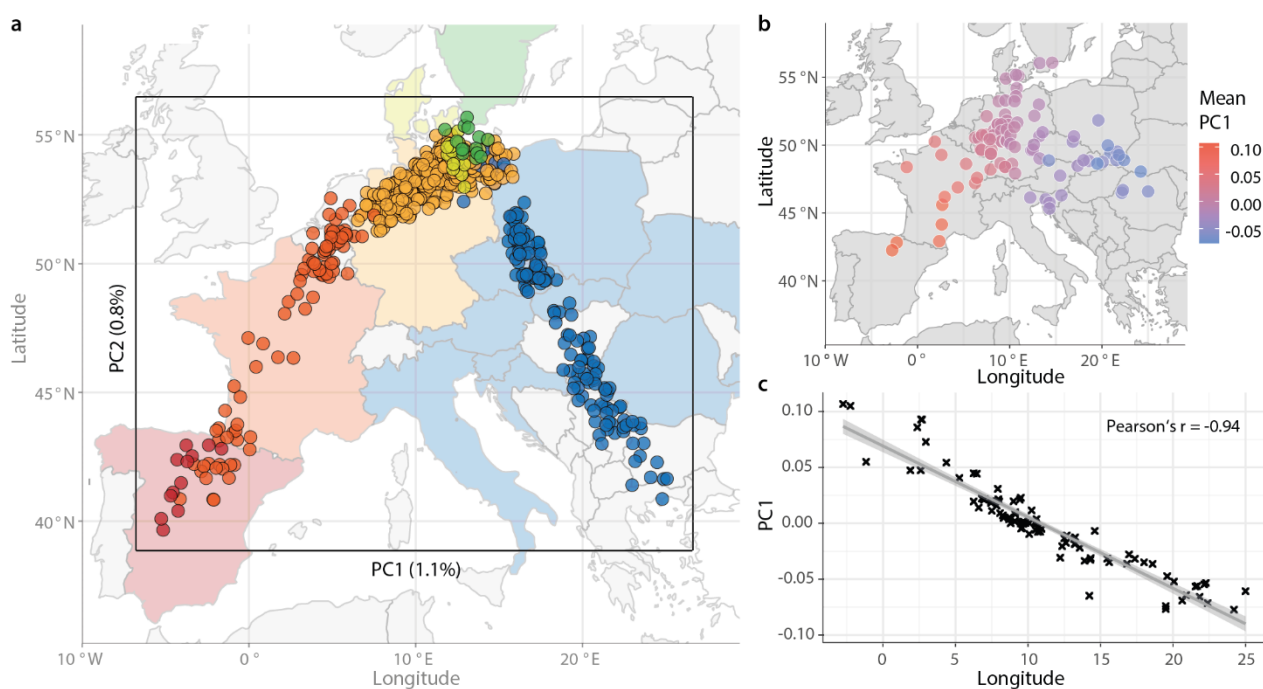 a
55° N
50° N
45° N
40° N
Latitude
PC2 (0.8%)
PC1 (1.1%)
10 °W
0 °
10 ° E
20 ° E
Longitude
b
55° N
50° N
45° N
40° N
Latitude
10° W
0 °
10 ° E
20 ° E
Longitude
Mean
PC1
0.10
0.05
0.00
-0.05
c
Pearson's r = -0.94
0.10
0.05
0.00
-0.05
-0.10
PC1
0
5
10
15
20
25
Longitude